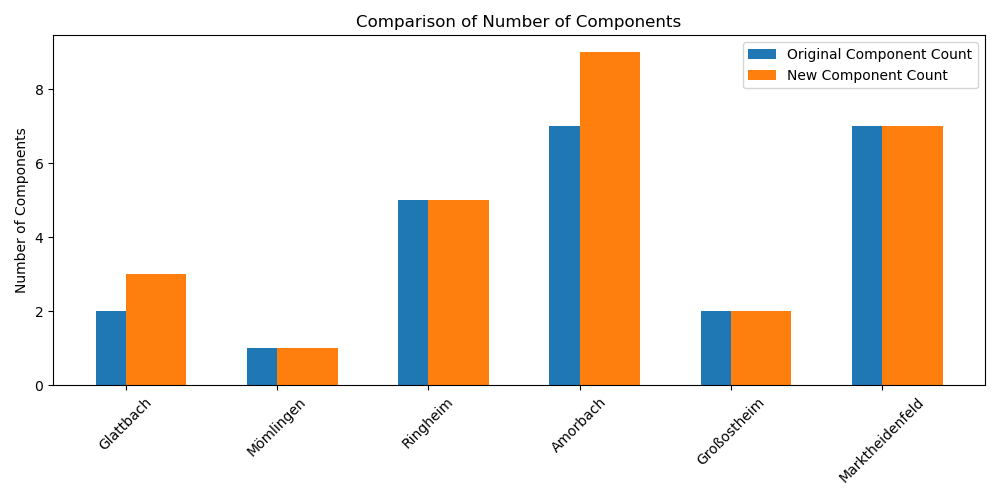 Comparison of Number of Components
Original Component Count
New Component Count
Number of Components
8
6
4
2
0
Glattbach
Mömlingen
Ringheim
Amorbach
Großostheim
Marktheidenfeld